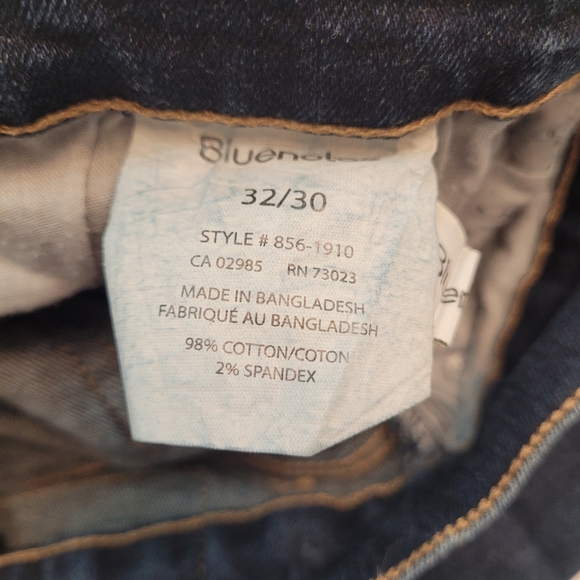 Bluenotes
32/30
STYLE # 856-1910
CA 02985 RN 73023
MADE IN BANGLADESH
FABRIQUÉ AU BANGLADESH
98% COTTON/COTON
2% SPANDEX